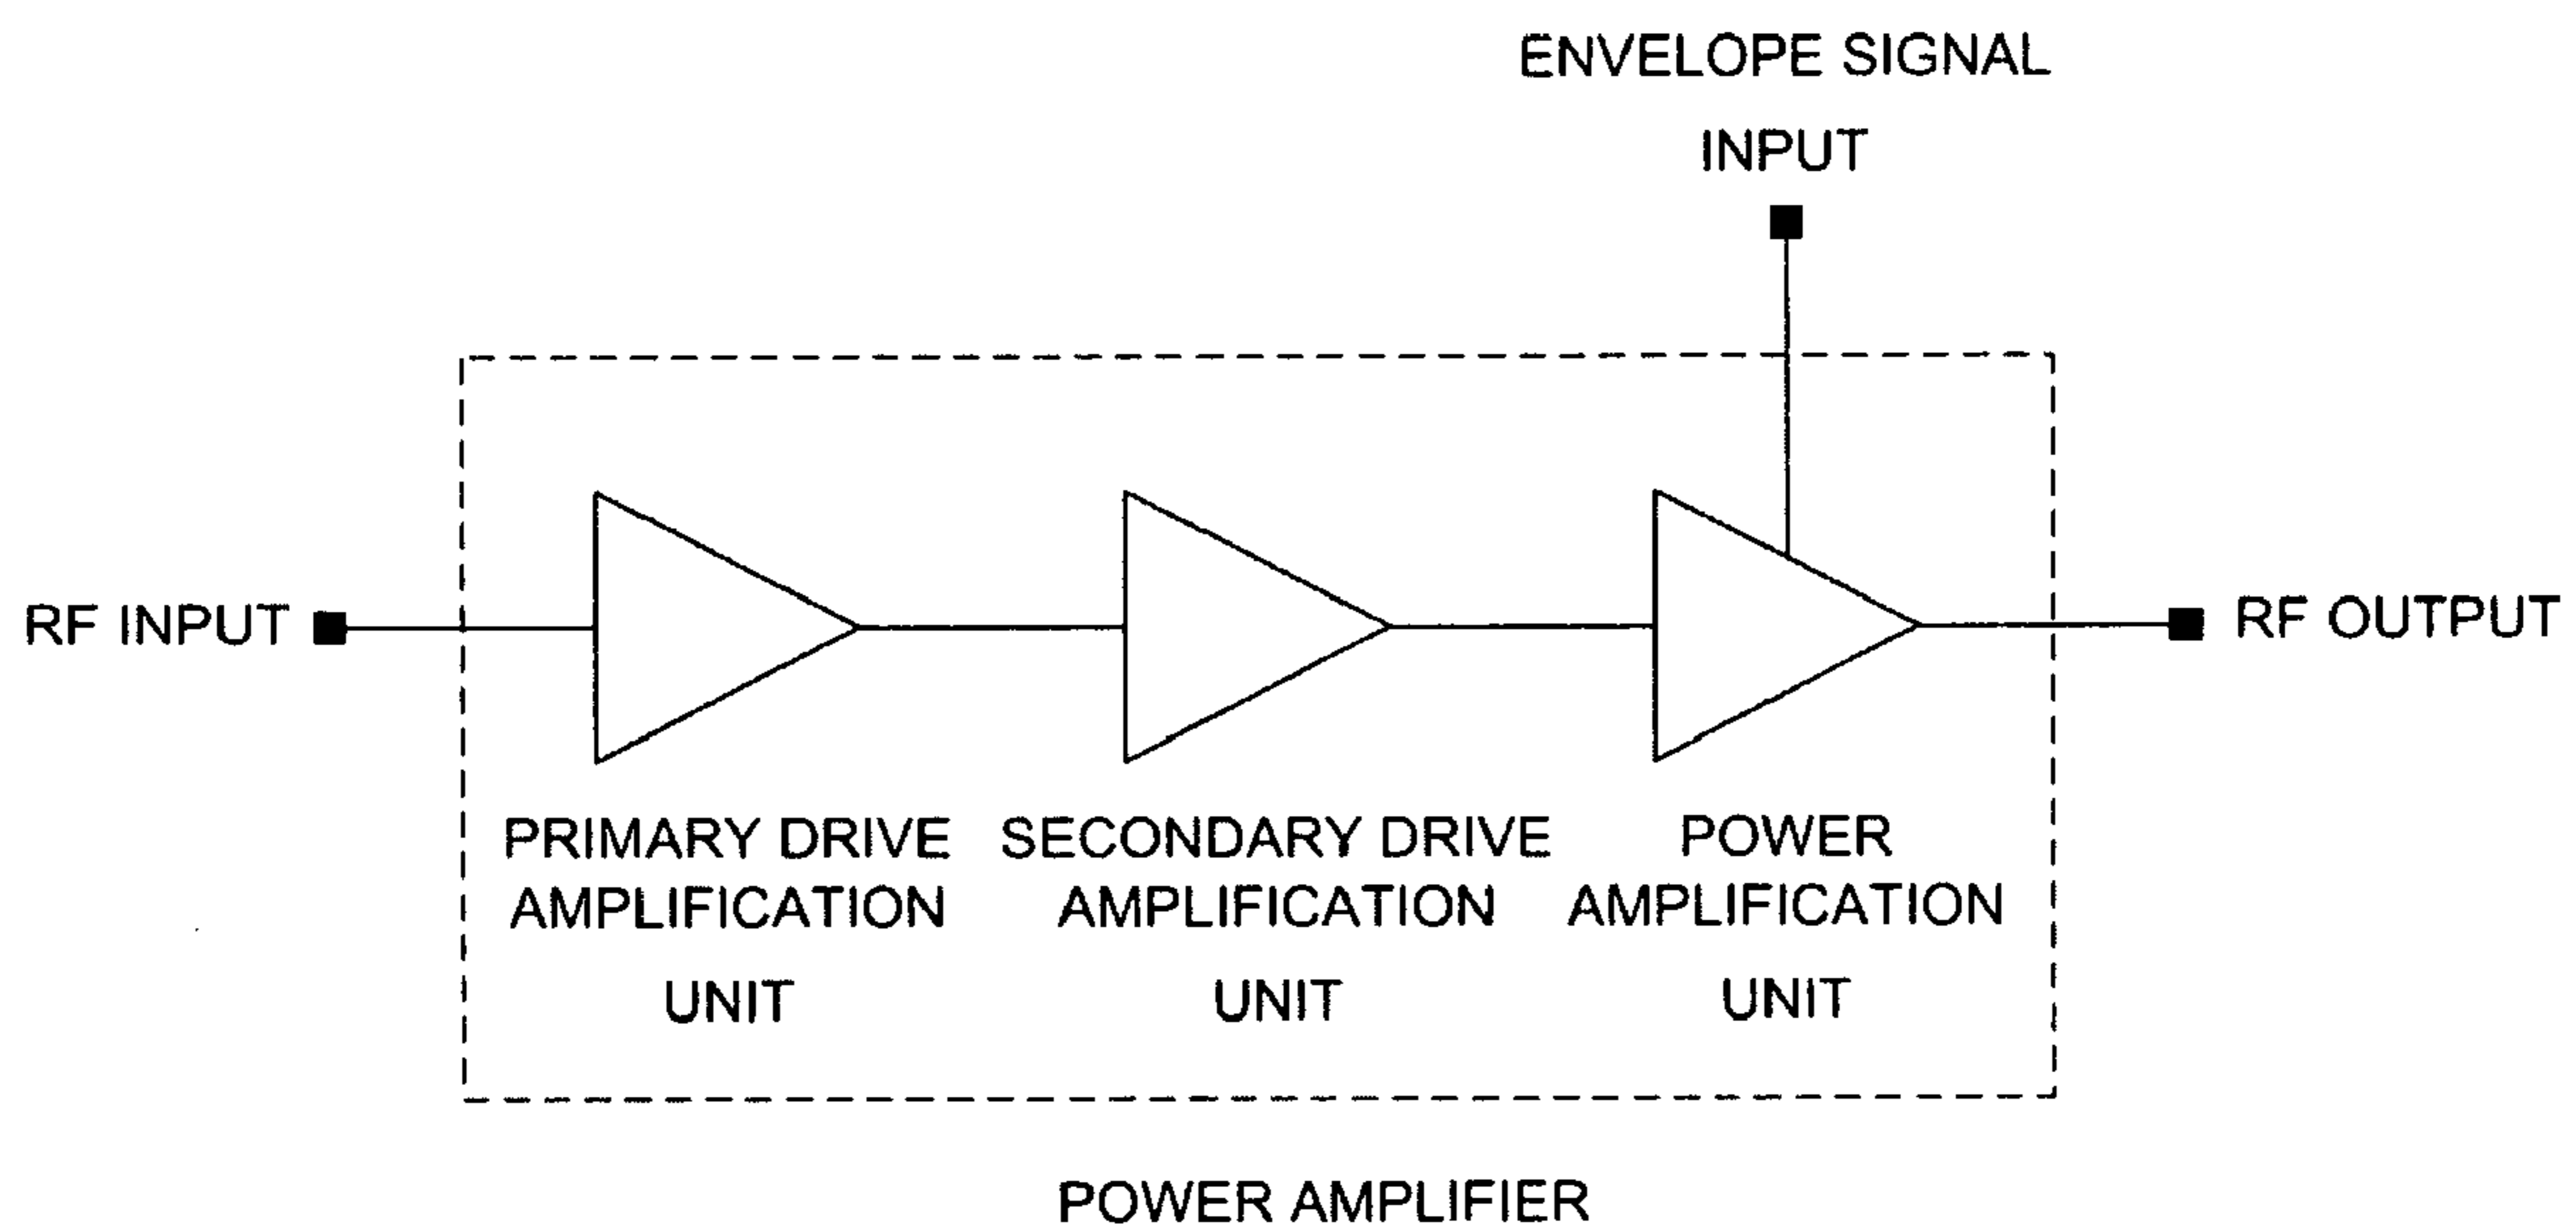 ENVELOPE SIGNAL
INPUT
RF INPUT
RF OUTPUT
PRIMARY DRIVE
AMPLIFICATION
UNIT
SECONDARY DRIVE
AMPLIFICATION
UNIT
POWER
AMPLIFICATION
UNIT
POWER AMPLIFIER